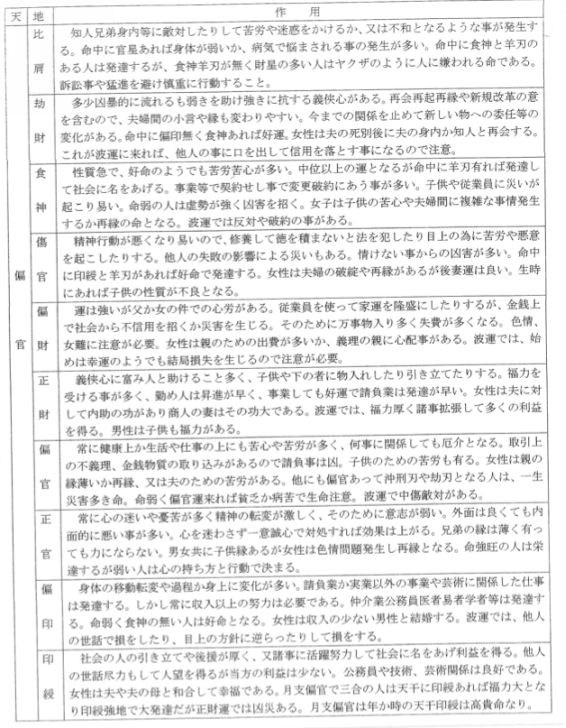 天 地 作用
偏官
比肩
知人兄弟身内等に敵対したりして苦労や迷惑をかけるか、又は不和となるような事が発生す
る。命中に官星あれば身体が弱いか、病気で悩まされる事の発生が多い。命中に食神と羊刃の
ある人は発達するが、食神羊刃が無く財星の多い人はヤクザのように人に嫌われる命である。
訴訟事や猛進を避け慎重に行動すること。
劫財
多少凶暴的に流れるも弱きを助け強きに抗する義侠心がある。再会再起再縁や新規改革の意
を含むので、夫婦間の小言や縁も変わりやすい。今までの関係を止めて新しい物への委任等の
変化がある。命中に偏印無く食神あれば好運。女性は夫の死別後に夫の身内か知人と再会する。
これが波運に来れば、他人の事に口を出して信用を落とす事になるので注意。
食神
性質急で、好命のようでも苦労苦心が多い。中位以上の運となるが命中に羊刃有れば発達し
て社会に名をあげる。事業等で契約せし事で変更破約にあう事が多い。子供や従業員に災いが
起こり易い。命弱の人は虚勢が強く凶害を招く。女子は子供の苦心や夫婦間に複雑な事情発生
するか再縁の命となる。波運では反対や破約の事がある。
傷官
精神行動が悪くなり易いので、修養して徳を積まないと法を犯したり目上の為に苦労や悪意
を起こしたりする。他人の失敗の影響による災いもある。情けない事からの凶害が多い。命中
に印綬と羊刃があれば好命で発達する。女性は夫婦の破綻や再縁があるが後妻運は良い。生時
にあれば子供の性質が不良となる。
偏財
運は強いが父か女の件での心労がある。従業員を使って家運を隆盛にしたりするが、金銭上
で社会から不信用を招くか災害を生じる。そのために万事物入り多く失費が多くなる。色情、
女難に注意が必要。女性は親のための出費が多いか、義理の親に心配事がある。波運では、始
めは幸運のようでも結局損失を生じるので注意が必要。
正財
義侠心に富み人と助けること多く、子供や下の者に物入れしたり引き立てたりする。福力を
受ける事が多く、勤め人は昇進が早く、事業しても好運で請負業は発達が早い。女性は夫に対
して内助の功があり商人の妻はその功大である。波運では、福力厚く諸事拡張して多くの利益
を得る。男性は子供も福力がある。
偏官
常に健康上か生活や仕事の上にも苦心や苦労が多く、何事に関係しても厄介となる。取引上
の不義理、金銭物質の取り込みがあるので請負事は凶。子供のための苦労も有る。女性は親の
縁薄いか再縁、又は夫のための苦労がある。他にも偏官あって沖刑刃や劫刃となる人は、一生
災害多き命。命弱く偏官運来れば貧乏か病苦で生命注意。波運で中傷敵対がある。
正官
常に心の迷いや憂苦が多く精神の転変が激しく、そのために意志が弱い。外面は良くても内
面的に悪い事が多い。心を迷わさず一意誠心で対処すれば効果は上がる。兄弟の縁は薄く有っ
ても力にならない。男女共に子供縁あるが女性は色情問題発生し再縁となる。命強旺の人は栄
達するが弱い人は心の持ち方と行動で決まる。
偏印
身体の移動転変や過程か身上に変化が多い。請負業か実業以外の事業や芸術に関係した仕事
は発達する。しかし常に収入以上の努力は必要である。仲介業公務員医者易者学者等は発達す
る。命弱く食神の無い人は好命となる。女性は収入の少ない男性と結婚する。波運では、他人
の世話で損をしたり、目上の方針に逆らったりして損をする。
印綬
社会の人の引き立てや後援が厚く、又諸事に活躍努力して社会に名をあげ利益を得る。他人
の世話尽力もして人望を得るが当方の利益は少ない。公務員や技術、芸術関係は良好である。
女性は夫や夫の母と和合して幸福である。月支偏官で三合の人は天干に印綬あれば福力大とな
り印綬強地で大発達だが正財運では凶災ある。月支偏官は年か時の天干印綬は高貴命なり。